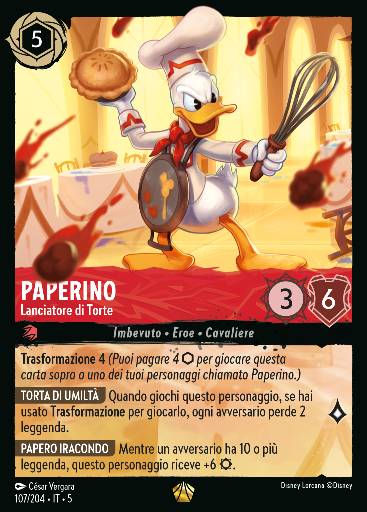 5
PAPERINO
Lanciatore di Torte
3
6
Imbevuto • Eroe • Cavaliere
Trasformazione 4 (Puoi pagare 4 per giocare questa
carta sopra a uno dei tuoi personaggi chiamato Paperino.)
TORTA DI UMILTÀ Quando giochi questo personaggio, se hai
usato Trasformazione per giocarlo, ogni avversario perde 2
leggenda.
PAPERO IRACONDO Mentre un avversario ha 10 o più
leggenda, questo personaggio riceve +6 .
César Vergara
Disney Lorcana ©Disney
107/204 • IT • 5